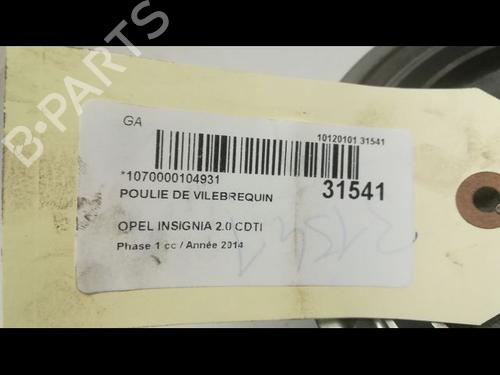 B-PARTS
GA
10120101 31541
*1070000104931
31541
POULIE DE VILEBREQUIN
OPEL INSIGNIA 2.0 CDTI
Phase 1 cc / Année 2014